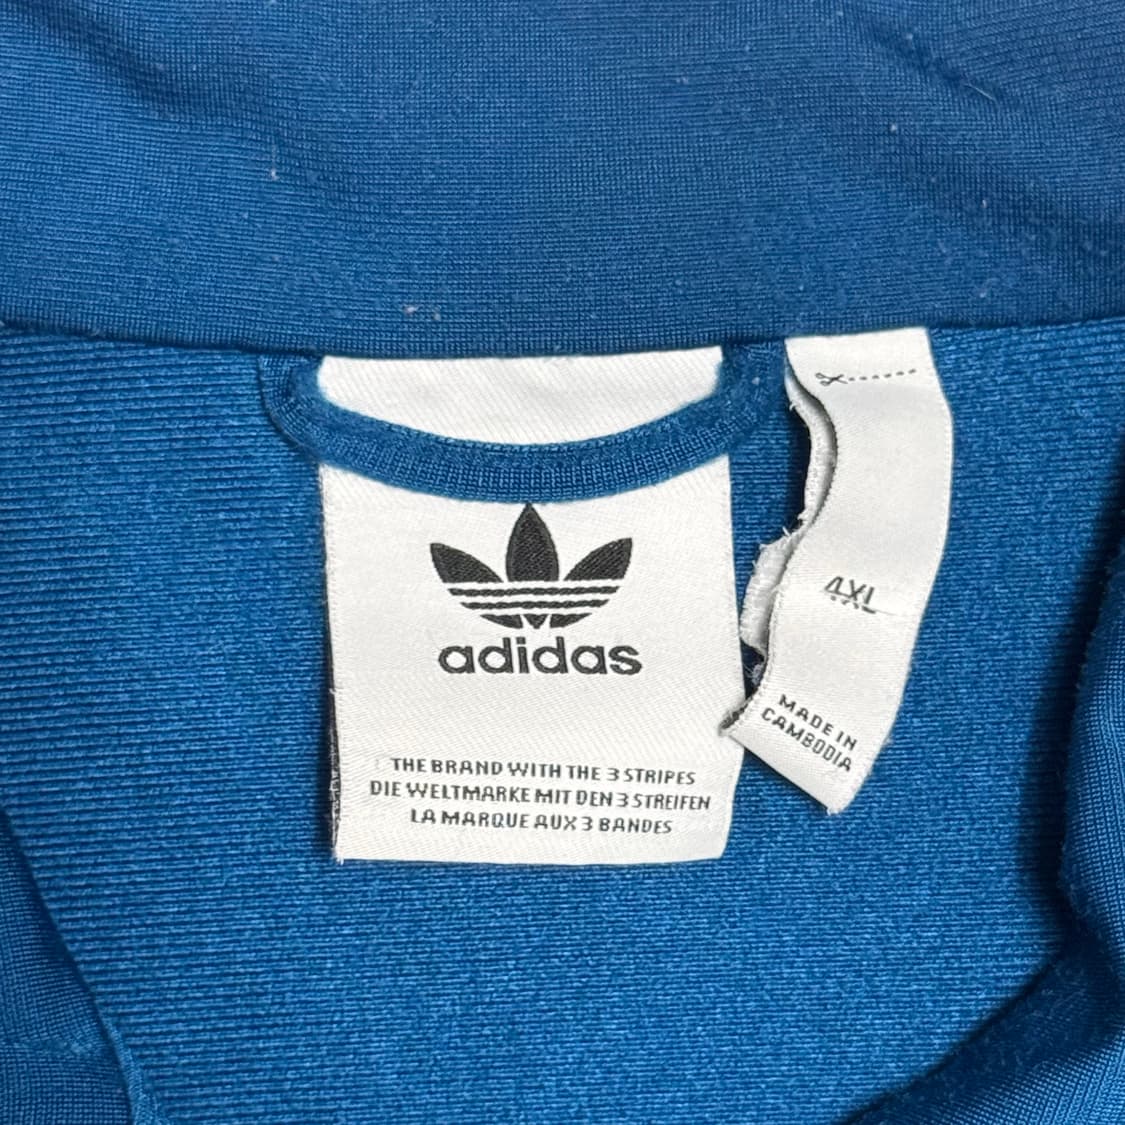 adidas
THE BRAND WITH THE 3 STRIPES
DIE WELTMARKE MIT DEN 3 STREIFEN
LA MARQUE AUX 3 BANDES
4XL
MADE IN
CAMBODIA